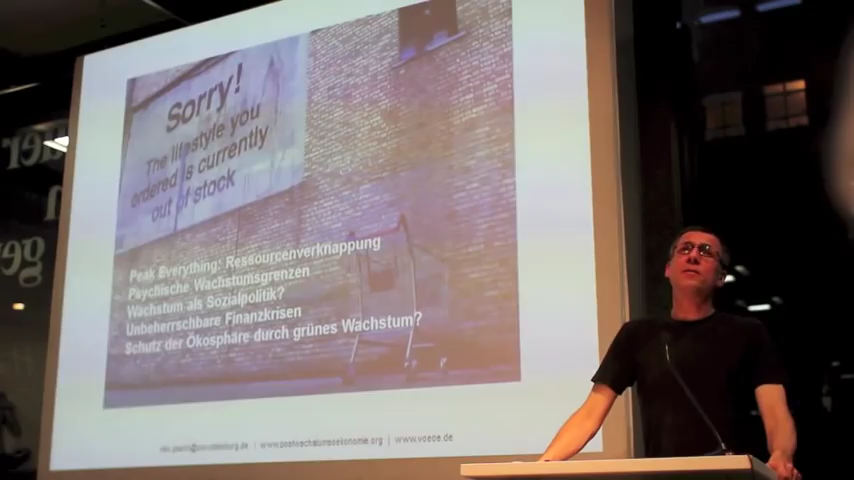 Sorry!
The lifestyle you
ordered is currently
out of stock
Peak Everything: Ressourcenverknappung
Psychische Wachstumsgrenzen
Wachstum als Sozialpolitik?
Unbeherrschbare Finanzkrisen
Schutz der Ökosphäre durch grünes Wachstum?
| www.postwachstumsoekonomie.org | www.voeoe.de